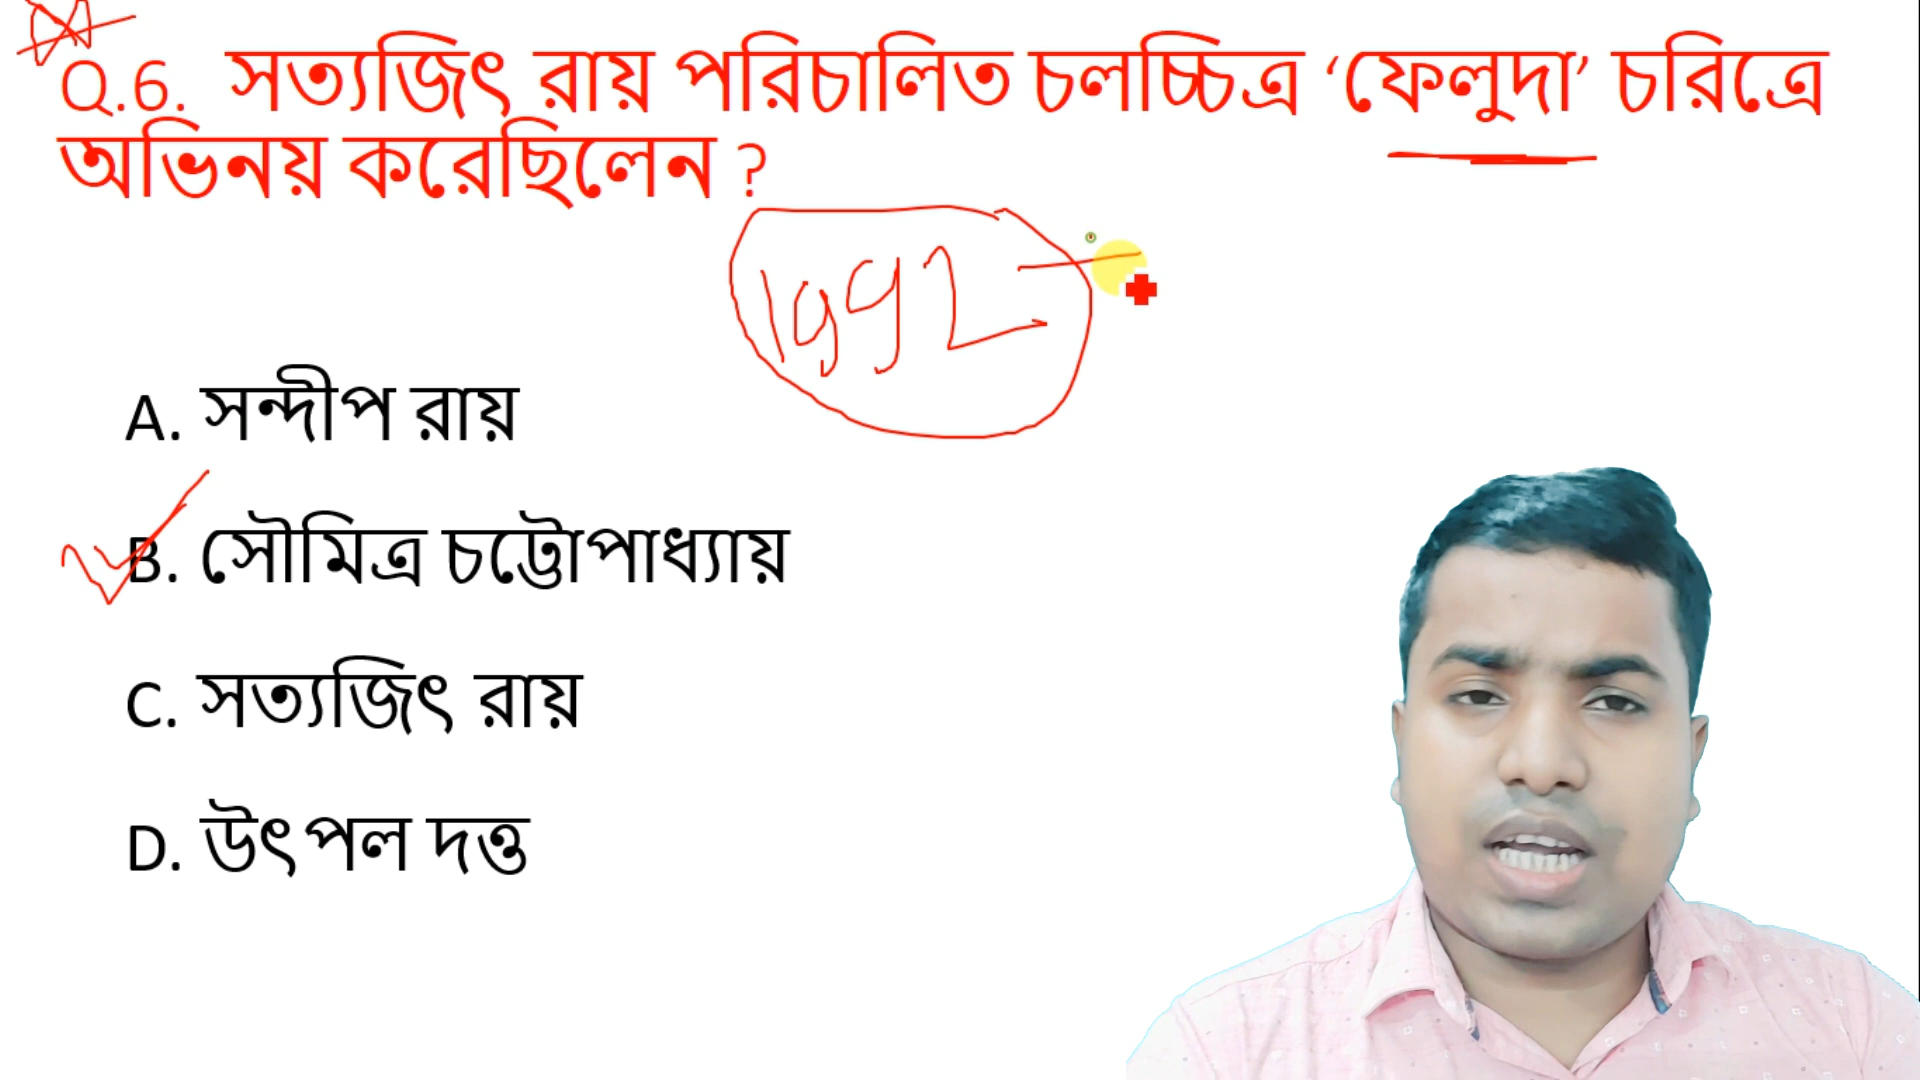 Q.6. সত্যজিৎ রায় পরিচালিত চলচ্চিত্র ‘ফেলুদা’ চরিত্রে
অভিনয় করেছিলেন ?
1992
A. সন্দীপ রায়
B. সৌমিত্র চট্টোপাধ্যায়
C. সত্যজিৎ রায়
D. উৎপল দত্ত